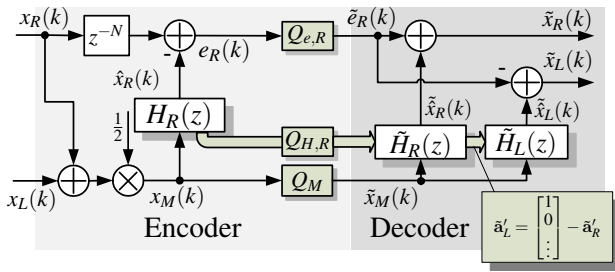 x_R(k)
z^{-N}
-
e_R(k)
Q_{e,R}
ẽ_R(k)
x̃_R(k)
x̂_R(k)
-
x̃_L(k)
1/2
H_R(z)
x̂̃_R(k)
x̂̃_L(k)
Q_{H,R}
H̃_R(z)
H̃_L(z)
x_L(k)
x_M(k)
Q_M
x̃_M(k)
Encoder
Decoder
ã'_L = [1 0 ⋮] − ã'_R